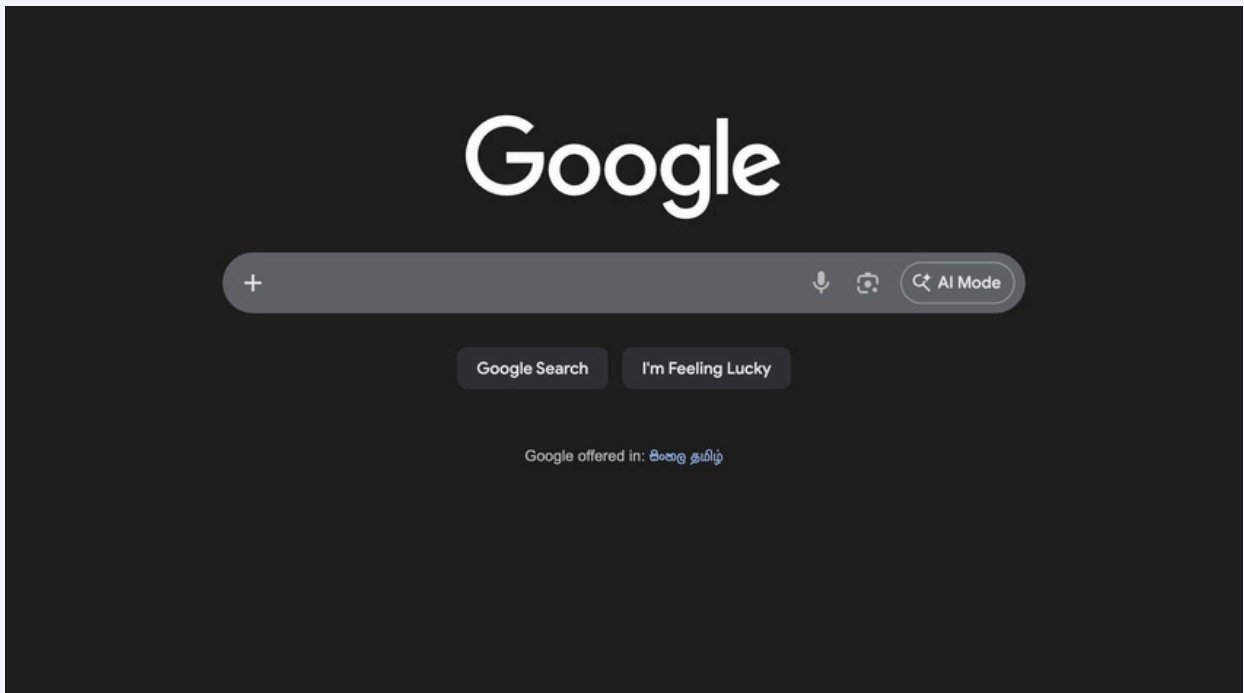 Google
AI Mode
Google Search
I'm Feeling Lucky
Google offered in: සිංහල தமிழ்